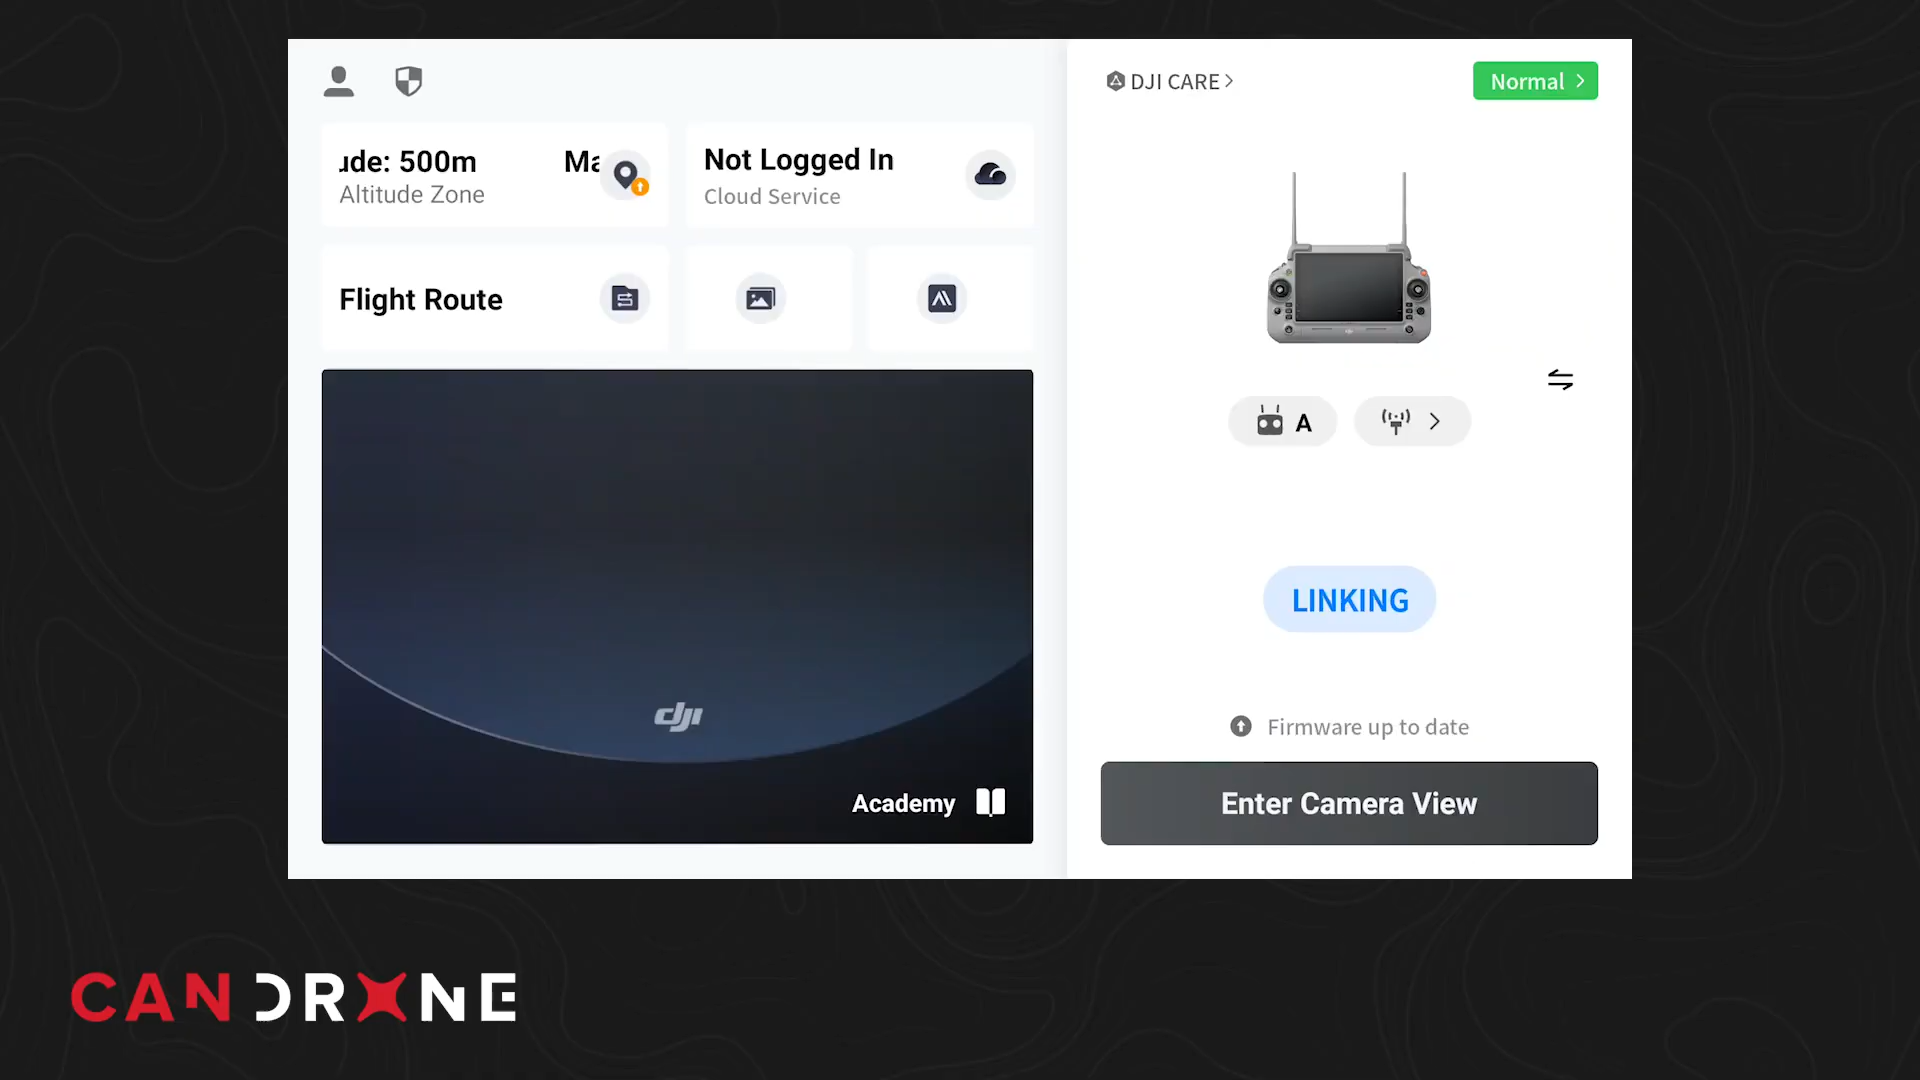 DJI CARE
Normal
ude: 500m Ma
Altitude Zone
Not Logged In
Cloud Service
Flight Route
A
LINKING
dji
Academy
Firmware up to date
Enter Camera View
CANDRONE